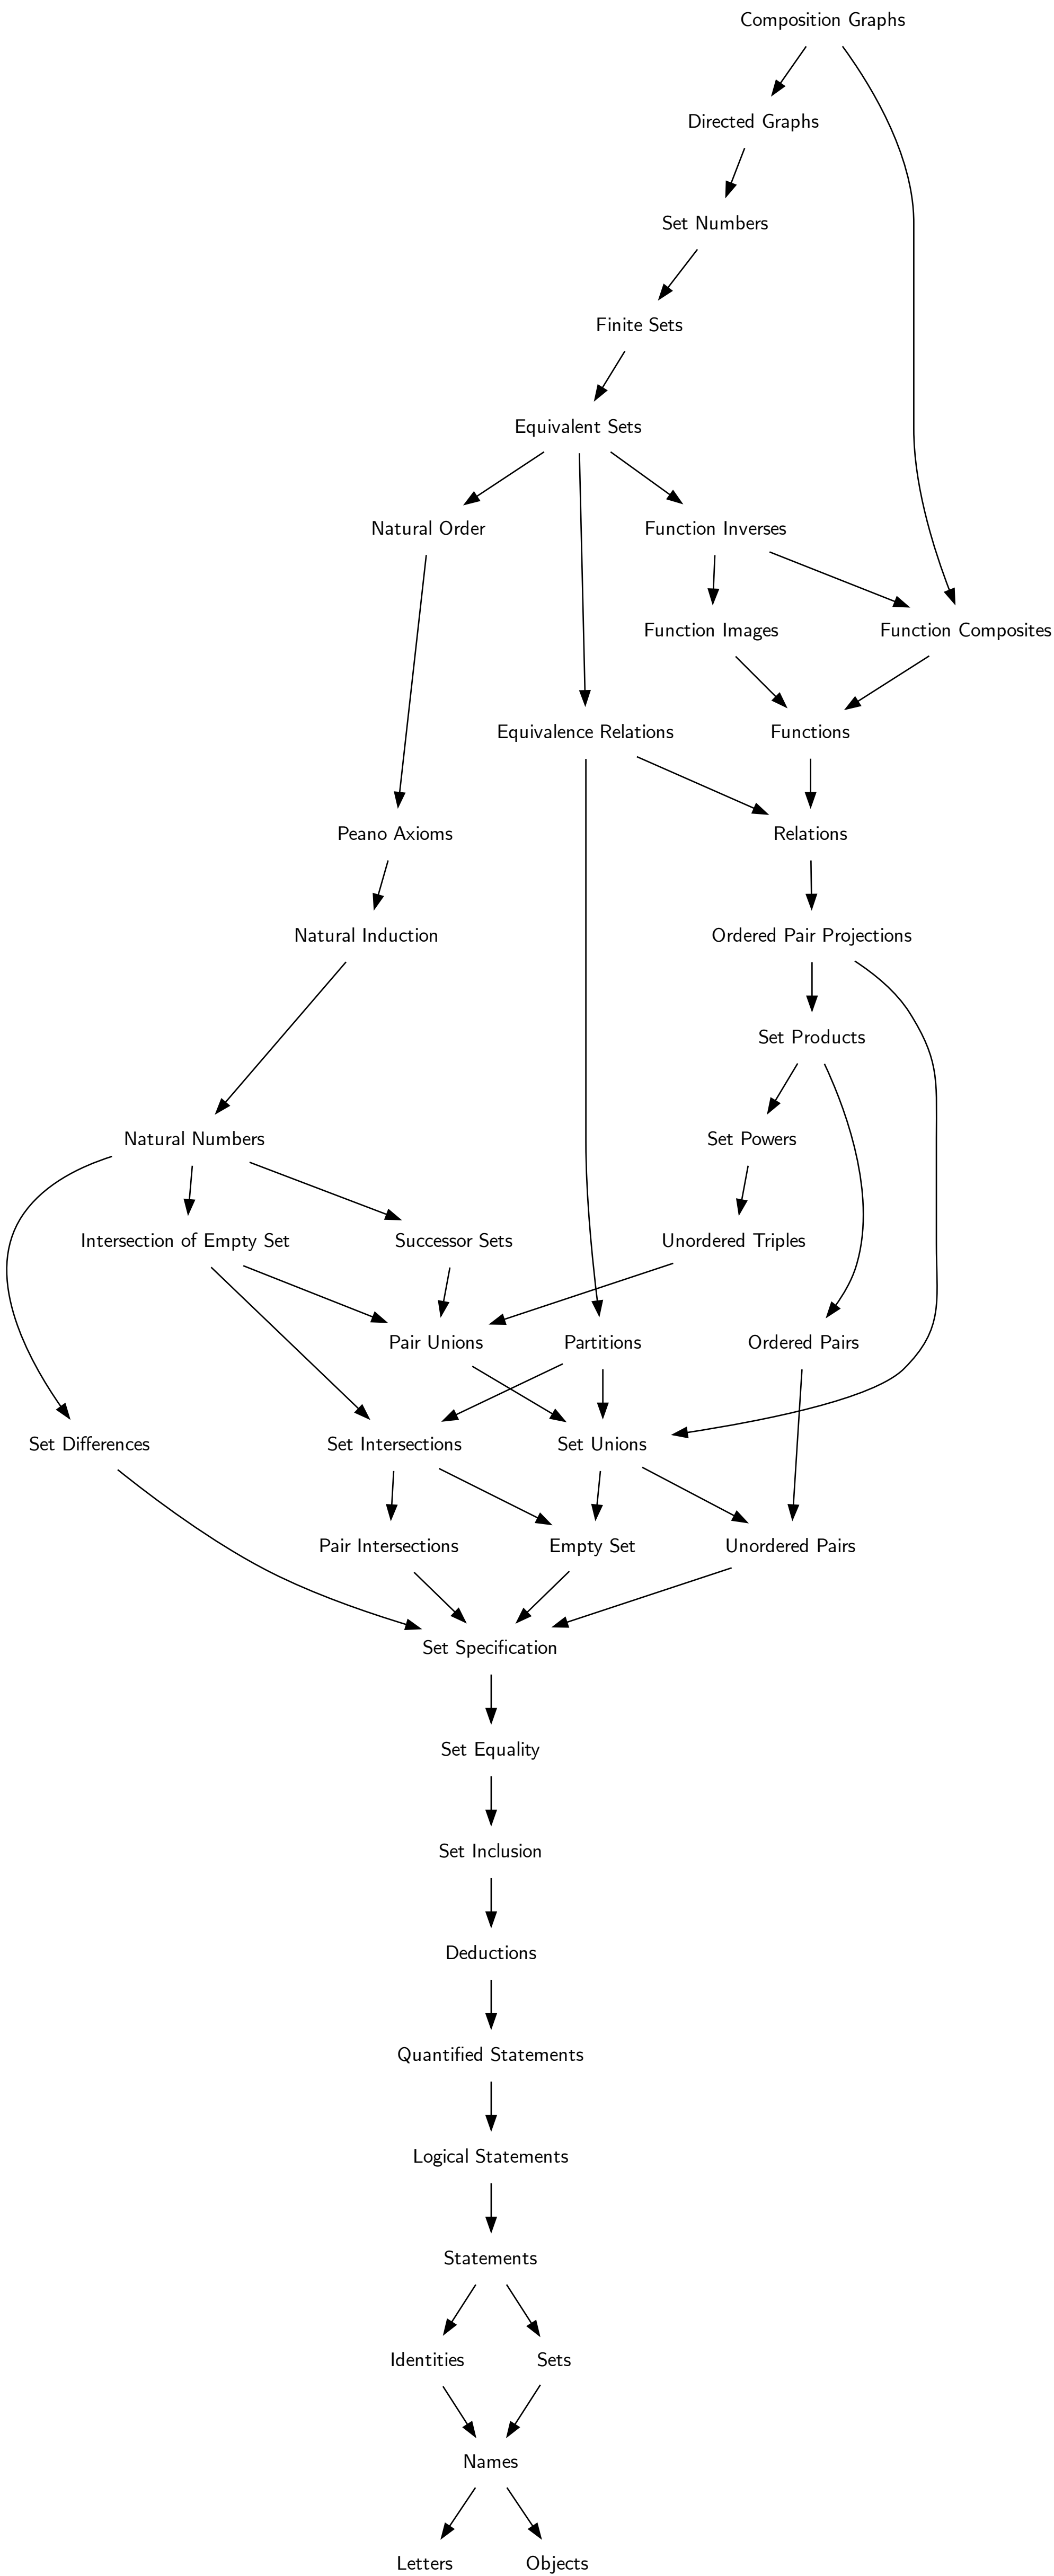 Composition Graphs
Directed Graphs
Set Numbers
Finite Sets
Equivalent Sets
Natural Order
Function Inverses
Function Images
Function Composites
Equivalence Relations
Functions
Peano Axioms
Relations
Natural Induction
Ordered Pair Projections
Set Products
Natural Numbers
Set Powers
Intersection of Empty Set
Successor Sets
Unordered Triples
Pair Unions
Partitions
Ordered Pairs
Set Differences
Set Intersections
Set Unions
Pair Intersections
Empty Set
Unordered Pairs
Set Specification
Set Equality
Set Inclusion
Deductions
Quantified Statements
Logical Statements
Statements
Identities
Sets
Names
Letters
Objects